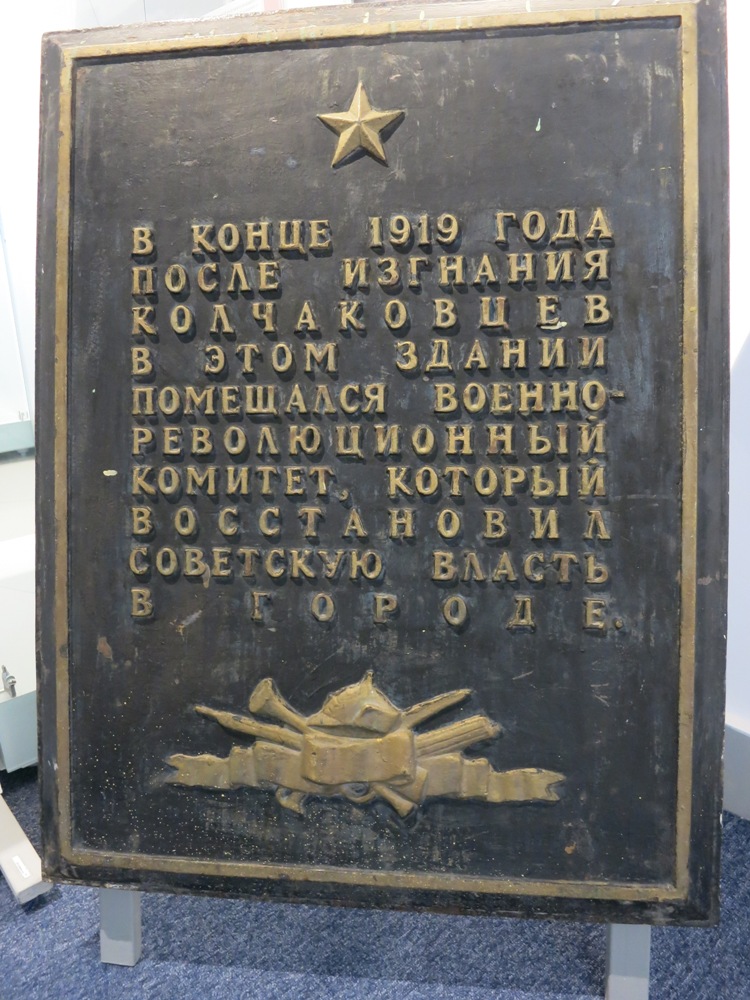 В КОНЦЕ 1919 ГОДА
ПОСЛЕ ИЗГНАНИЯ
КОЛЧАКОВЦЕВ
В ЭТОМ ЗДАНИИ
ПОМЕЩАЛСЯ ВОЕННО-
РЕВОЛЮЦИОННЫЙ
КОМИТЕТ, КОТОРЫЙ
ВОССТАНОВИЛ
СОВЕТСКУЮ ВЛАСТЬ
В ГОРОДЕ.